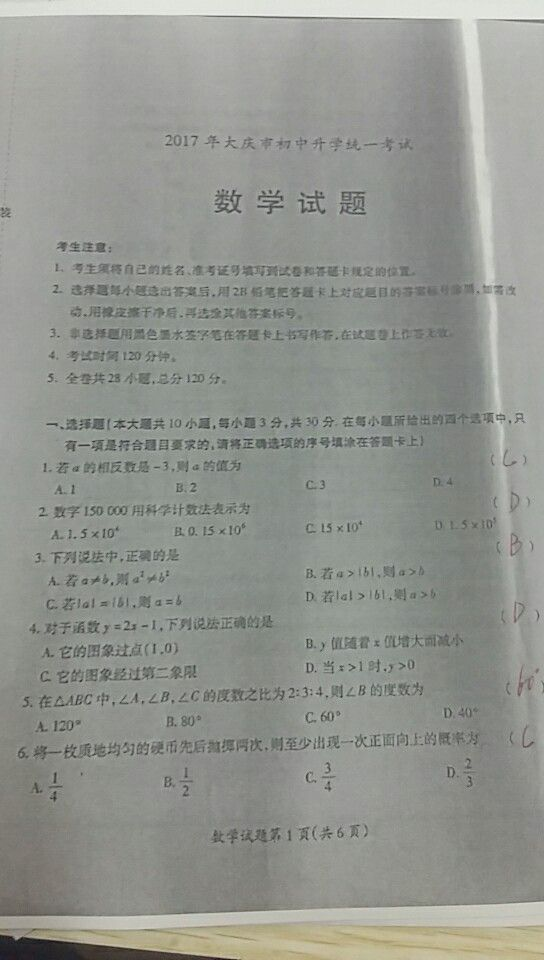 装
2017年大庆市初中升学统一考试
数学试题
考生注意:
1. 考生须将自己的姓名、准考证号填写到试卷和答题卡规定的位置。
2. 选择题每小题选出答案后,用2B铅笔把答题卡上对应题目的答案标号涂黑,如需改
动,用橡皮擦干净后,再选涂其他答案标号。
3. 非选择题用黑色墨水签字笔在答题卡上书写作答,在试题卷上作答无效。
4. 考试时间120分钟。
5. 全卷共28小题,总分120分。
一、选择题(本大题共10小题,每小题3分,共30分. 在每小题所给出的四个选项中,只
有一项是符合题目要求的,请将正确选项的序号填涂在答题卡上)
1. 若a的相反数是-3,则a的值为 (C)
A. 1 B. 2 C. 3 D. 4
2. 数字150 000用科学计数法表示为 (D)
A. 1.5×10⁴ B. 0.15×10⁶ C. 15×10⁴ D. 1.5×10⁵
3. 下列说法中,正确的是 (B)
A. 若a≠b,则a²≠b² B. 若a>|b|,则a>b
C. 若|a|=|b|,则a=b D. 若|a|>|b|,则a>b
4. 对于函数y=2x-1,下列说法正确的是 (D)
A. 它的图象过点(1,0) B. y值随着x值增大而减小
C. 它的图象经过第二象限 D. 当x>1时,y>0
5. 在△ABC中,∠A,∠B,∠C的度数之比为2:3:4,则∠B的度数为 (60°
A. 120° B. 80° C. 60° D. 40°
6. 将一枚质地均匀的硬币先后抛掷两次,则至少出现一次正面向上的概率为 (C
A. 1/4 B. 1/2 C. 3/4 D. 2/3
数学试题第1页(共6页)